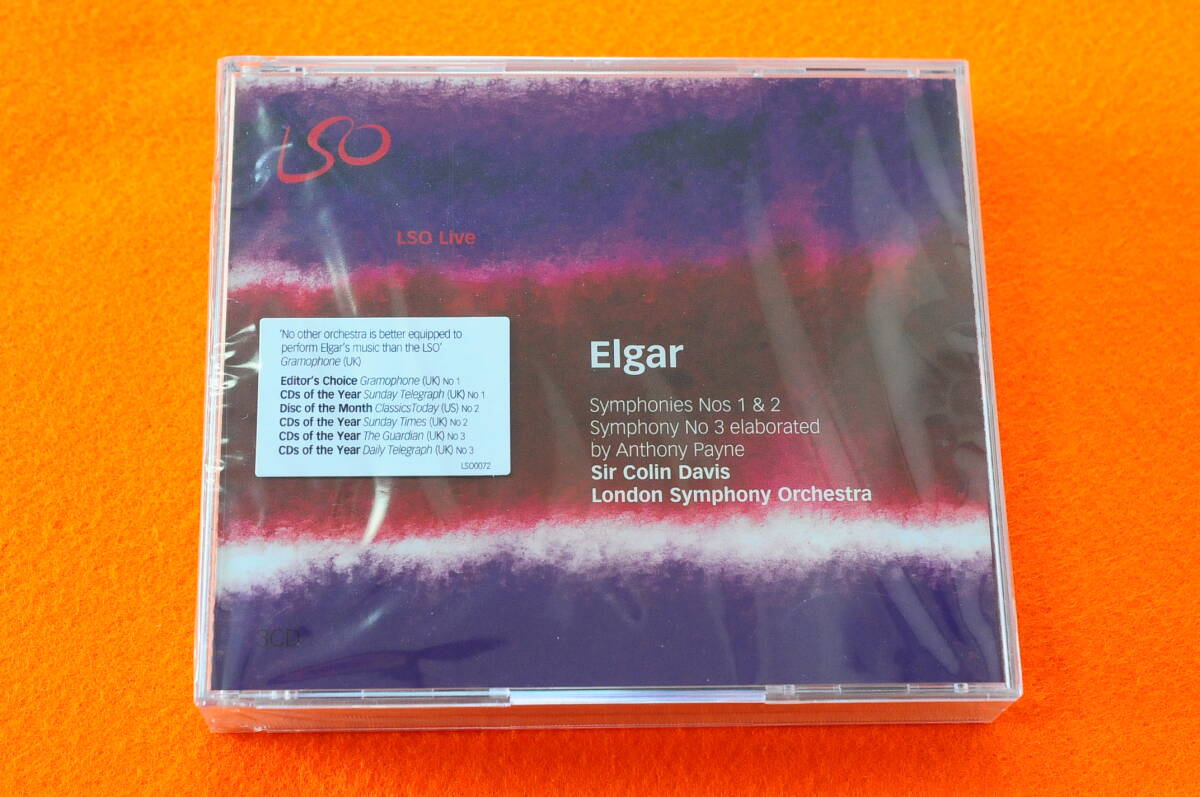 LSO
LSO Live
'No other orchestra is better equipped to
perform Elgar's music than the LSO'
Gramophone (UK)
Editor's Choice Gramophone (UK) No 1
CDs of the Year Sunday Telegraph (UK) No 1
Disc of the Month ClassicsToday (US) No 2
CDs of the Year Sunday Times (UK) No 2
CDs of the Year The Guardian (UK) No 3
CDs of the Year Daily Telegraph (UK) No 3
LSO0072
Elgar
Symphonies Nos 1 & 2
Symphony No 3 elaborated
by Anthony Payne
Sir Colin Davis
London Symphony Orchestra
3CD